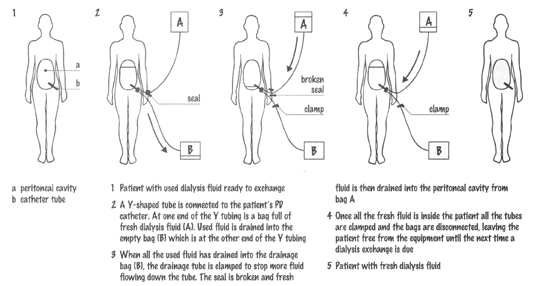 1
2
3
4
5
A
A
A
a
b
seal
broken
seal
clamp
clamp
B
B
B
a peritoneal cavity
b catheter tube
1 Patient with used dialysis fluid ready to exchange
2 A Y-shaped tube is connected to the patient's PD
catheter. At one end of the Y tubing is a bag full of
fresh dialysis fluid (A). Used fluid is drained into the
empty bag (B) which is at the other end of the Y tubing
3 When all the used fluid has drained into the drainage
bag (B), the drainage tube is clamped to stop more fluid
flowing down the tube. The seal is broken and fresh
fluid is then drained into the peritoneal cavity from
bag A
4 Once all the fresh fluid is inside the patient all the tubes
are clamped and the bags are disconnected, leaving the
patient free from the equipment until the next time a
dialysis exchange is due
5 Patient with fresh dialysis fluid